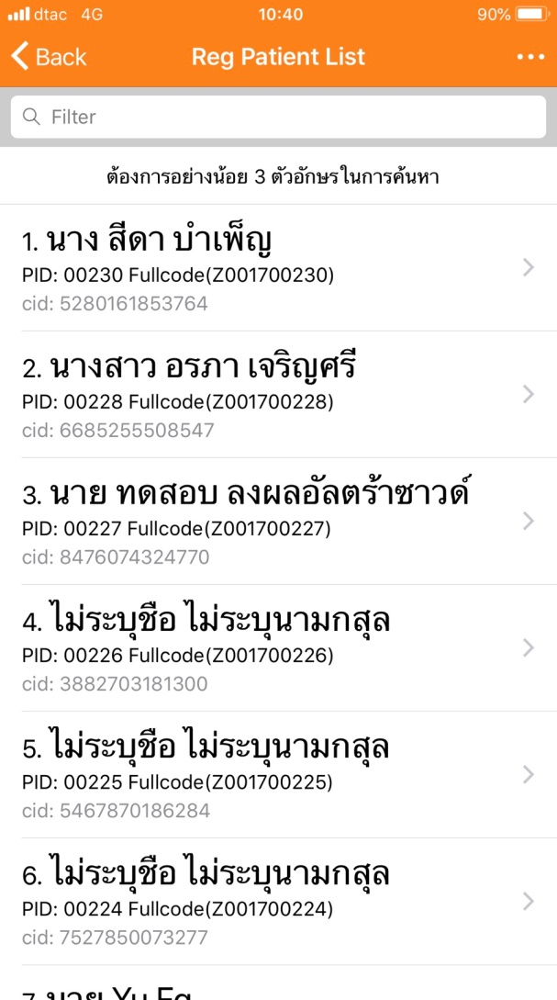 dtac 4G 10:40 90%
Back Reg Patient List
Filter
ต้องการอย่างน้อย 3 ตัวอักษรในการค้นหา
1. นาง สีดา บำเพ็ญ
PID: 00230 Fullcode(Z001700230)
cid: 5280161853764
2. นางสาว อรภา เจริญศรี
PID: 00228 Fullcode(Z001700228)
cid: 6685255508547
3. นาย ทดสอบ ลงผลอัลตร้าซาวด์
PID: 00227 Fullcode(Z001700227)
cid: 8476074324770
4. ไม่ระบุชือ ไม่ระบุนามกสุล
PID: 00226 Fullcode(Z001700226)
cid: 3882703181300
5. ไม่ระบุชือ ไม่ระบุนามกสุล
PID: 00225 Fullcode(Z001700225)
cid: 5467870186284
6. ไม่ระบุชือ ไม่ระบุนามกสุล
PID: 00224 Fullcode(Z001700224)
cid: 7527850073277
7. นาย Yu